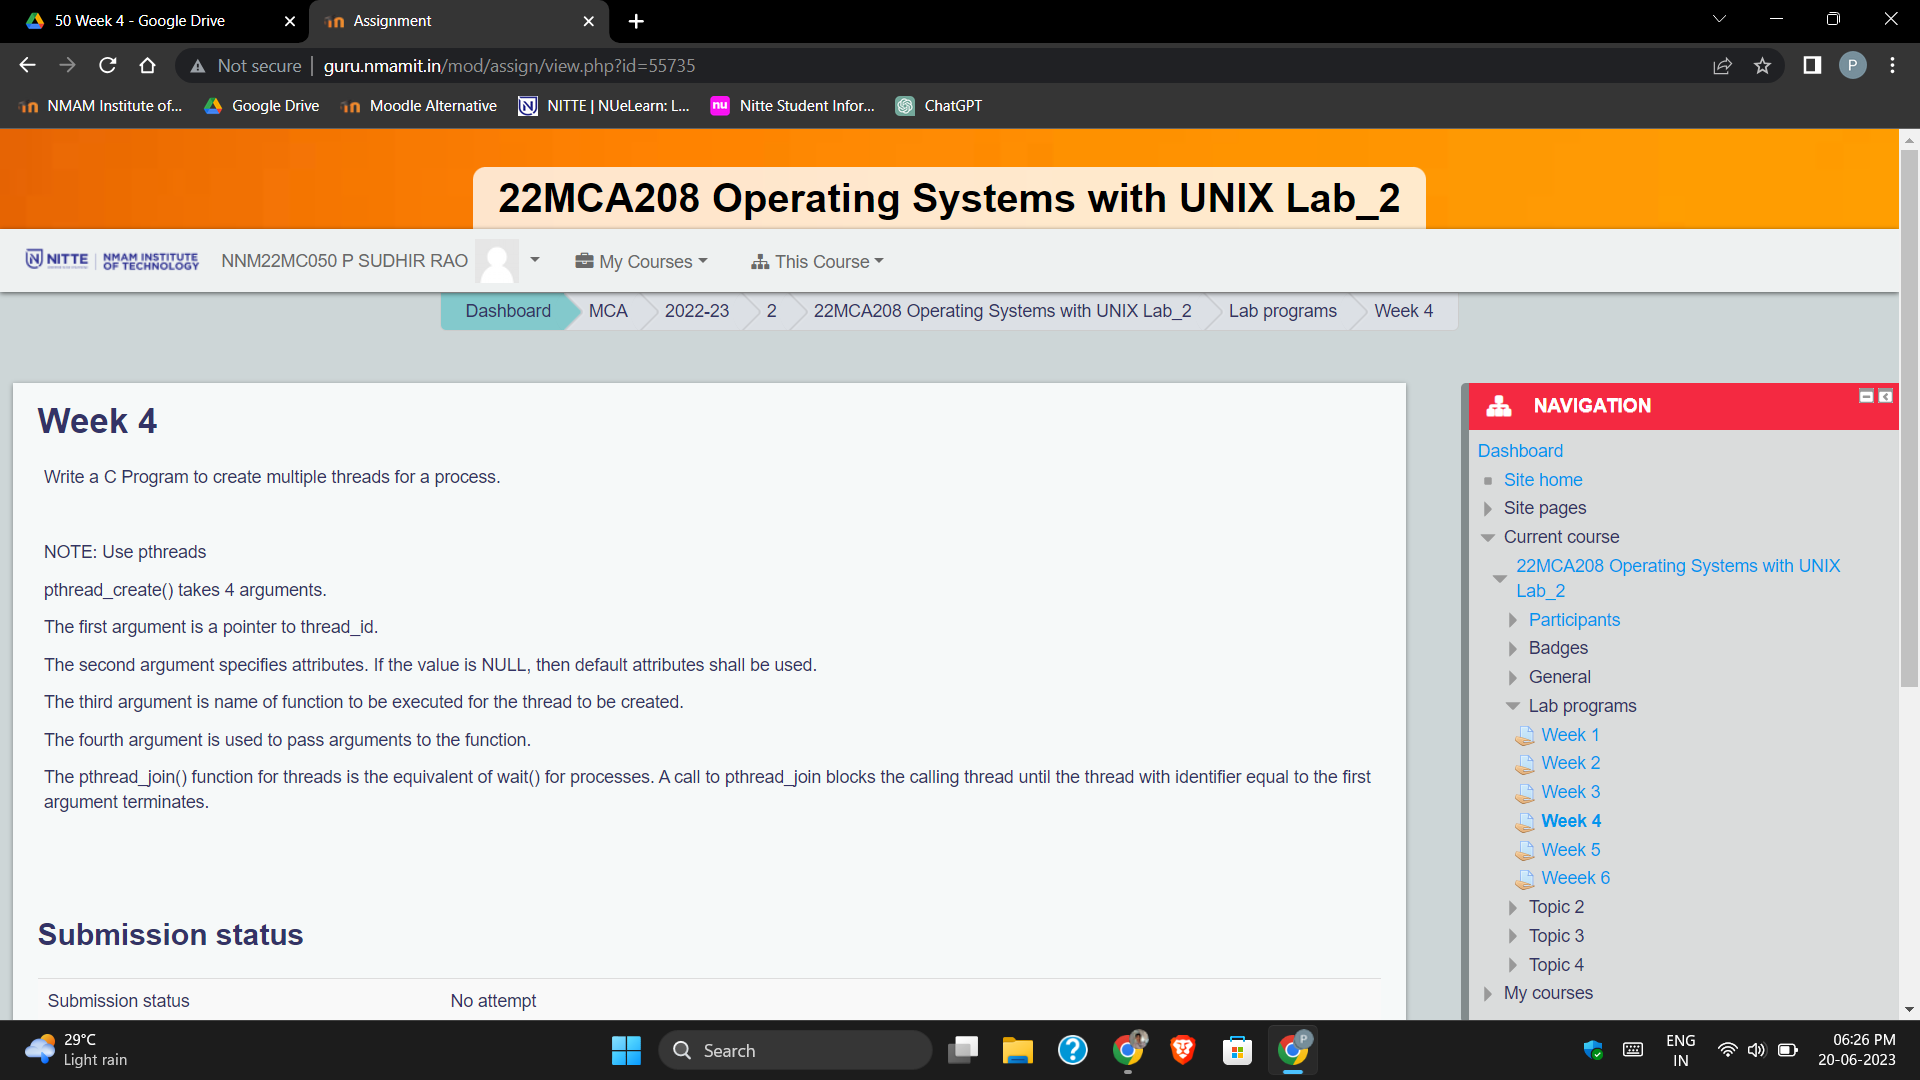 50 Week 4 - Google Drive
Assignment
Not secure
guru.nmamit.in/mod/assign/view.php?id=55735
P
NMAM Institute of...
Google Drive
Moodle Alternative
NITTE | NUeLearn: L...
nu
Nitte Student Infor...
ChatGPT
22MCA208 Operating Systems with UNIX Lab_2
NITTE
NMAM INSTITUTE
OF TECHNOLOGY
NNM22MC050 P SUDHIR RAO
My Courses
This Course
Dashboard
MCA
2022-23
2
22MCA208 Operating Systems with UNIX Lab_2
Lab programs
Week 4
Week 4
Write a C Program to create multiple threads for a process.
NOTE: Use pthreads
pthread_create() takes 4 arguments.
The first argument is a pointer to thread_id.
The second argument specifies attributes. If the value is NULL, then default attributes shall be used.
The third argument is name of function to be executed for the thread to be created.
The fourth argument is used to pass arguments to the function.
The pthread_join() function for threads is the equivalent of wait() for processes. A call to pthread_join blocks the calling thread until the thread with identifier equal to the first
argument terminates.
Submission status
Submission status
No attempt
NAVIGATION
Dashboard
Site home
Site pages
Current course
22MCA208 Operating Systems with UNIX
Lab_2
Participants
Badges
General
Lab programs
Week 1
Week 2
Week 3
Week 4
Week 5
Weeek 6
Topic 2
Topic 3
Topic 4
My courses
29°C
Light rain
Search
P
ENG
IN
06:26 PM
20-06-2023